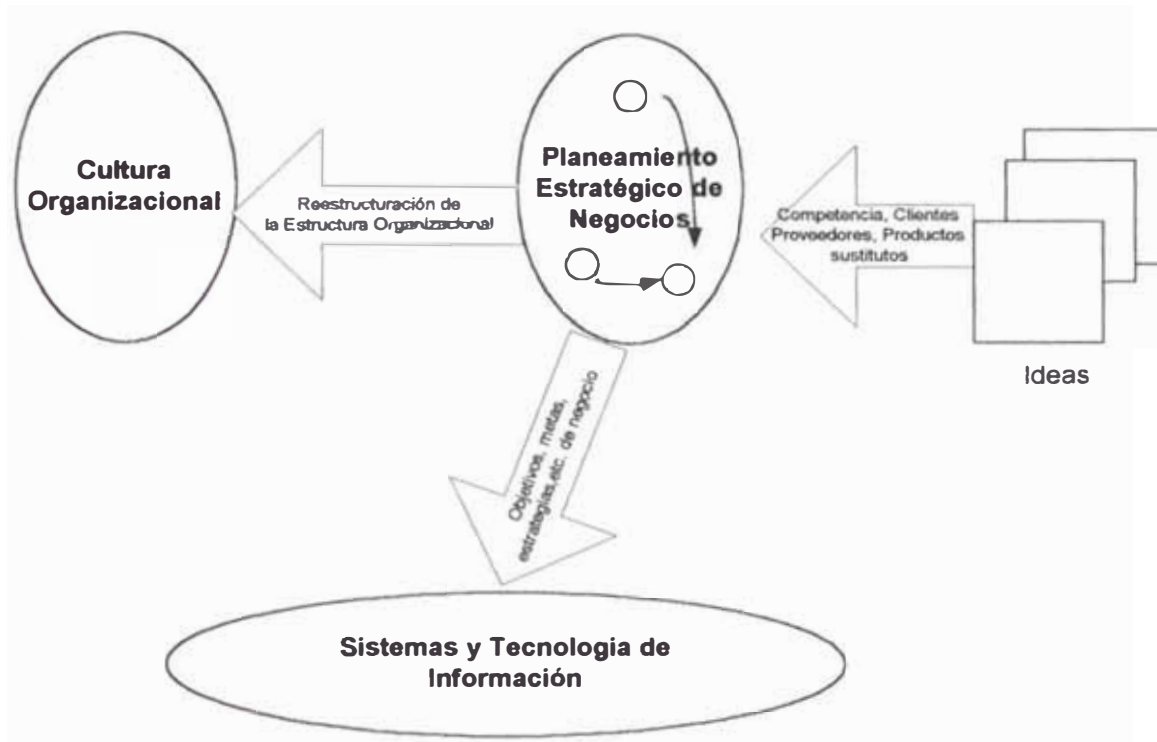 Cultura
Organizacional
Reestructuración de
la Estructura Organizacional
Planeamiento
Estratégico de
Negocios
Competencia, Clientes
Proveedores, Productos
sustitutos
Ideas
Objetivos, metas,
estrategias,etc. de negocio
Sistemas y Tecnologia de
Información